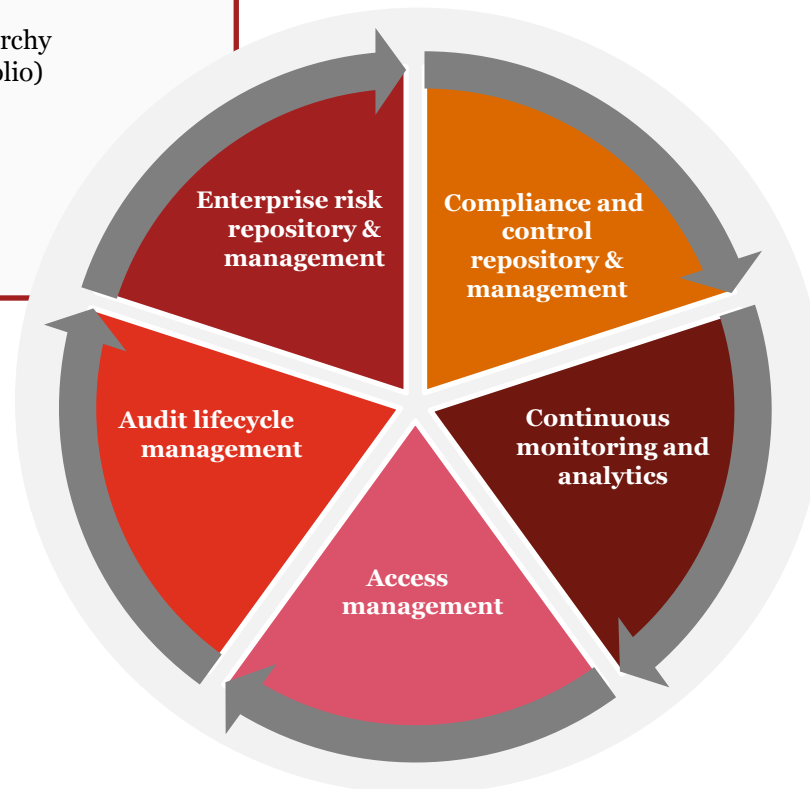 rchy
olio)
Enterprise risk
repository &
management
Compliance and
control
repository &
management
Audit lifecycle
management
Continuous
monitoring and
analytics
Access
management